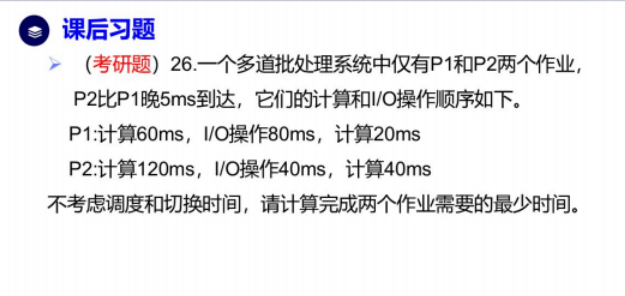 课后习题
（考研题）26.一个多道批处理系统中仅有P1和P2两个作业，
P2比P1晚5ms到达，它们的计算和I/O操作顺序如下。
P1:计算60ms，I/O操作80ms，计算20ms
P2:计算120ms，I/O操作40ms，计算40ms
不考虑调度和切换时间，请计算完成两个作业需要的最少时间。